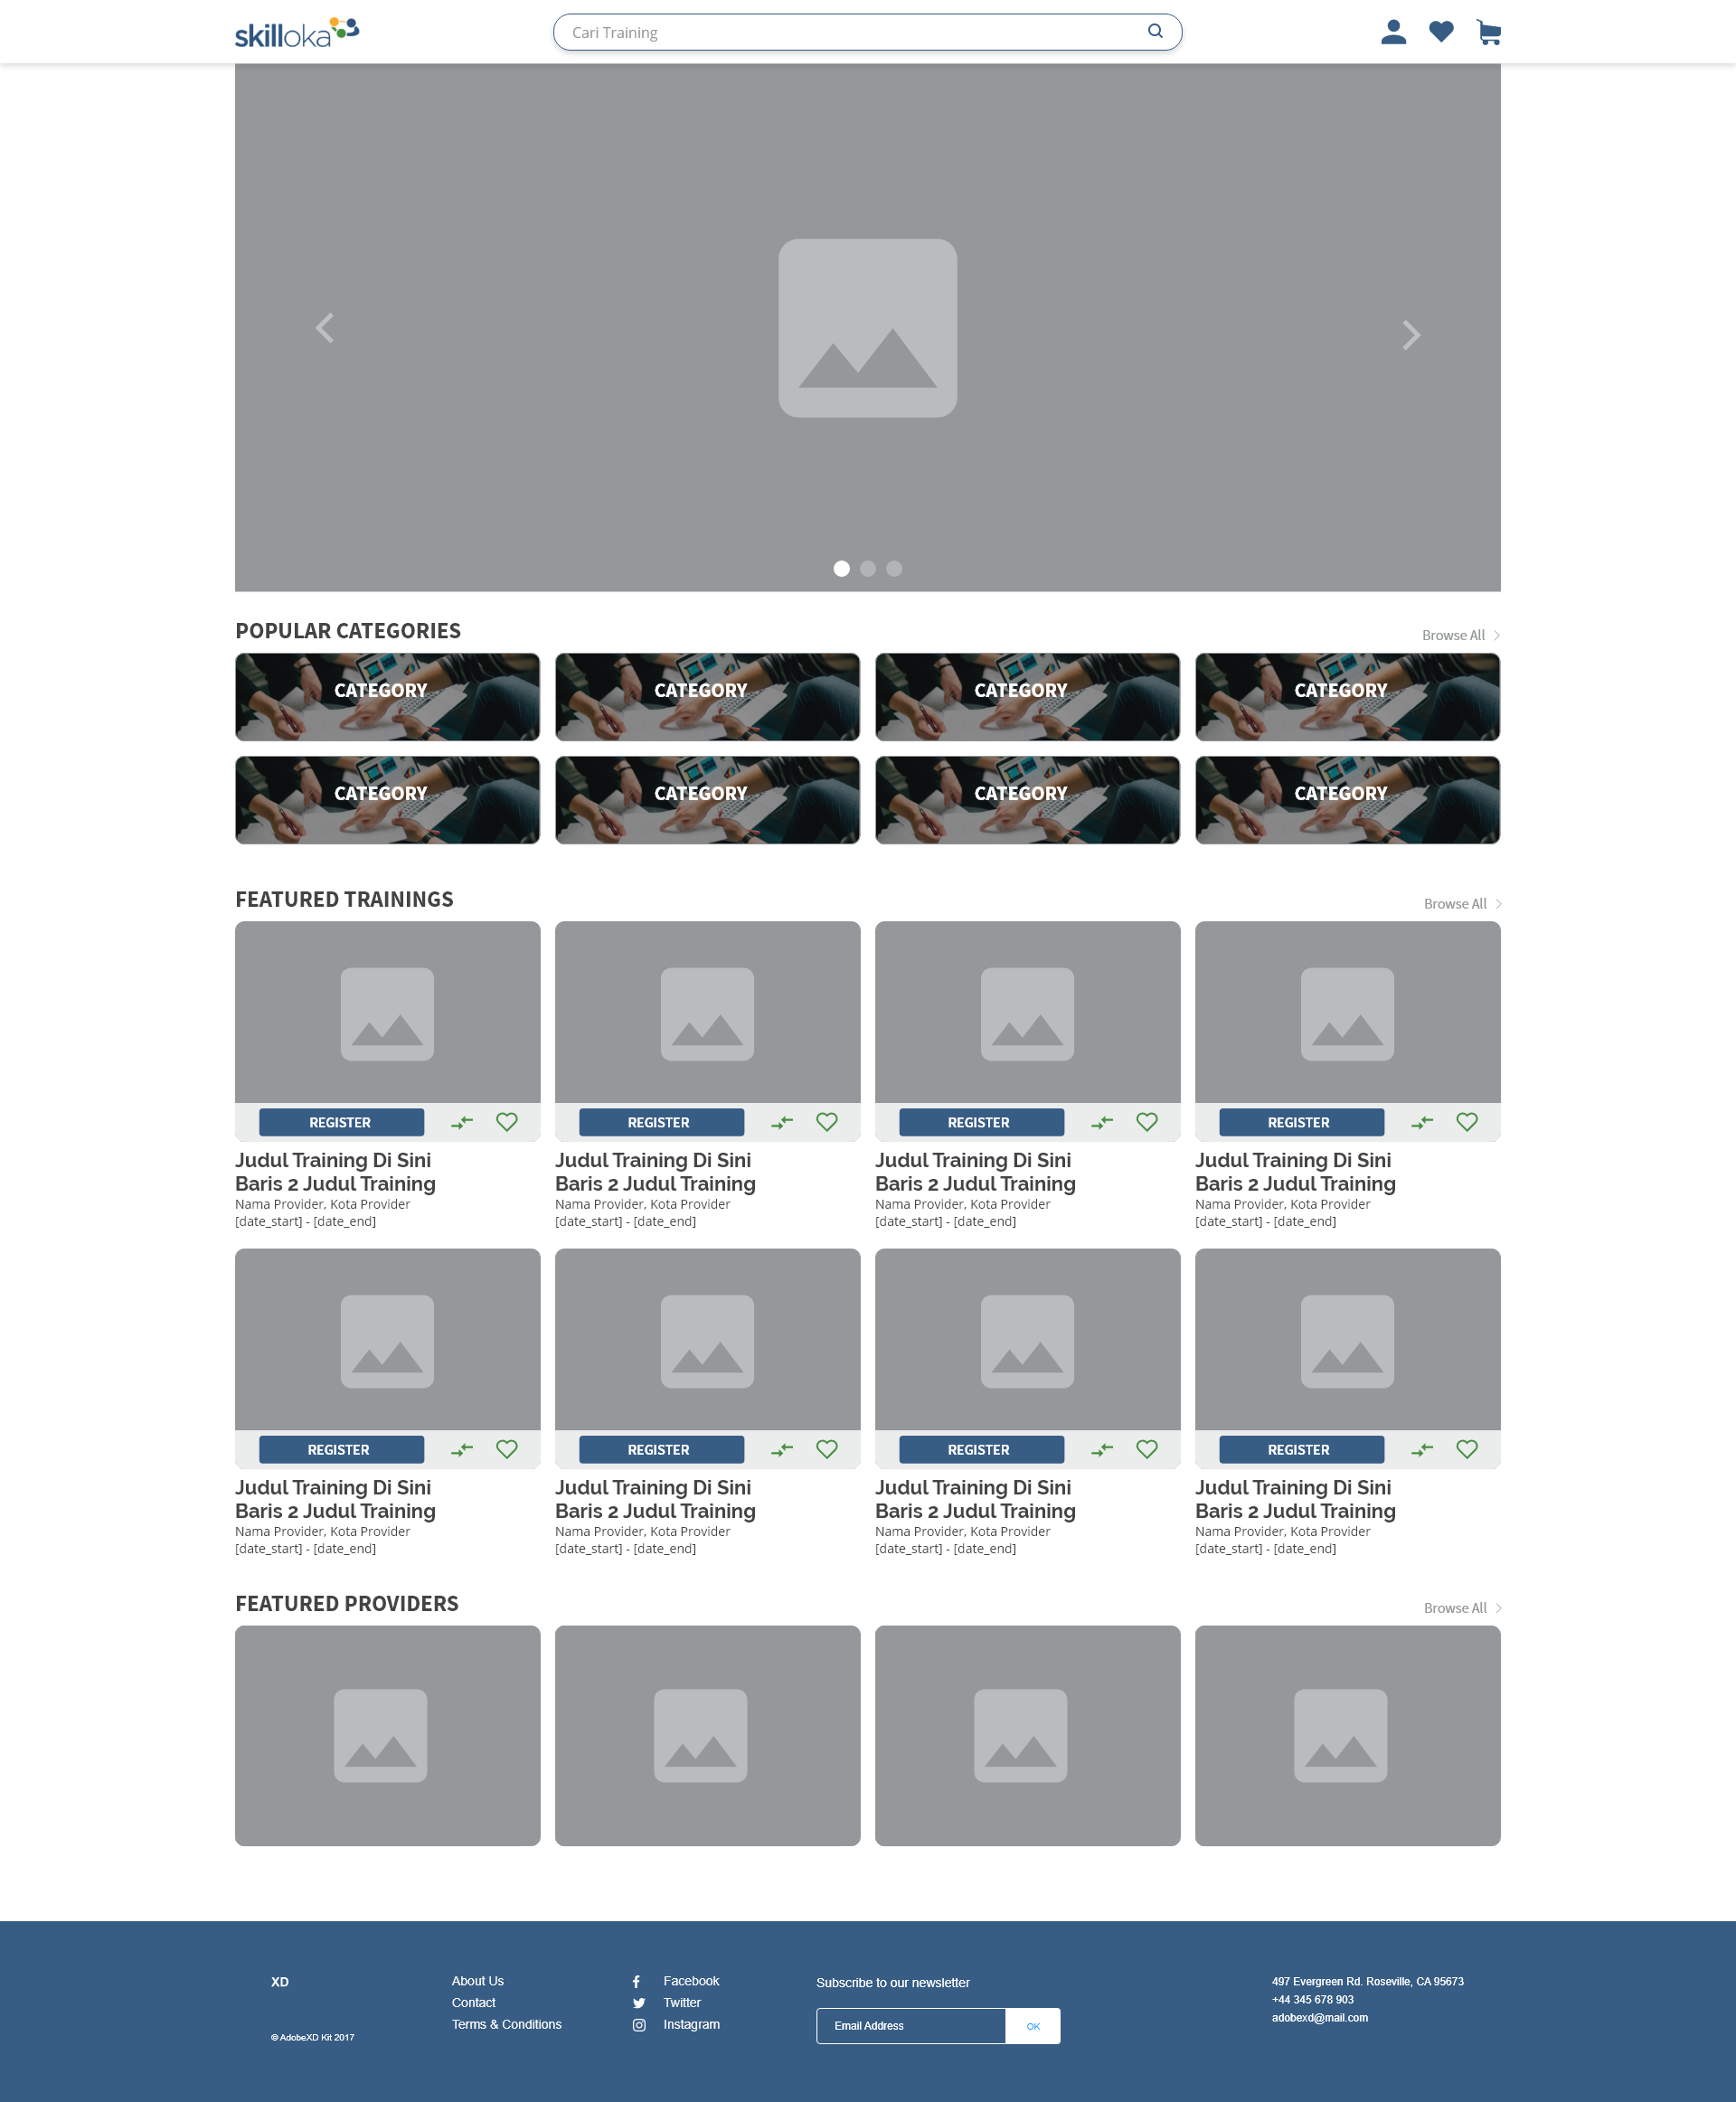 skilloka
Cari Training
POPULAR CATEGORIES
Browse All
CATEGORY CATEGORY CATEGORY CATEGORY
CATEGORY CATEGORY CATEGORY CATEGORY
FEATURED TRAININGS
Browse All
REGISTER REGISTER REGISTER REGISTER
Judul Training Di Sini Judul Training Di Sini Judul Training Di Sini Judul Training Di Sini
Baris 2 Judul Training Baris 2 Judul Training Baris 2 Judul Training Baris 2 Judul Training
Nama Provider, Kota Provider Nama Provider, Kota Provider Nama Provider, Kota Provider Nama Provider, Kota Provider
[date_start] - [date_end] [date_start] - [date_end] [date_start] - [date_end] [date_start] - [date_end]
REGISTER REGISTER REGISTER REGISTER
Judul Training Di Sini Judul Training Di Sini Judul Training Di Sini Judul Training Di Sini
Baris 2 Judul Training Baris 2 Judul Training Baris 2 Judul Training Baris 2 Judul Training
Nama Provider, Kota Provider Nama Provider, Kota Provider Nama Provider, Kota Provider Nama Provider, Kota Provider
[date_start] - [date_end] [date_start] - [date_end] [date_start] - [date_end] [date_start] - [date_end]
FEATURED PROVIDERS
Browse All
XD
© AdobeXD Kit 2017
About Us
Contact
Terms & Conditions
Facebook
Twitter
Instagram
Subscribe to our newsletter
Email Address
OK
497 Evergreen Rd. Roseville, CA 95673
+44 345 678 903
adobexd@mail.com